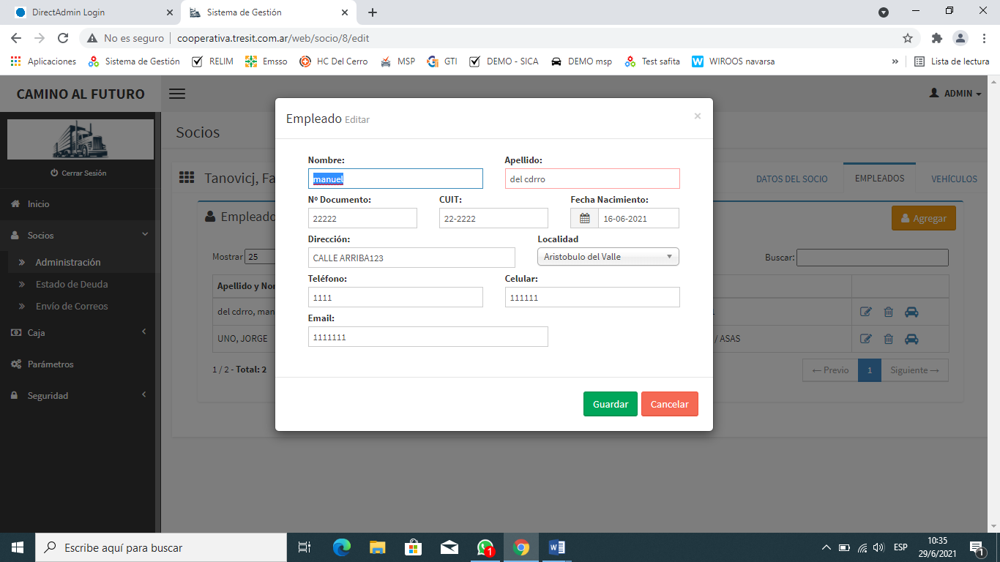 DirectAdmin Login
Sistema de Gestión
No es seguro | cooperativa.tresit.com.ar/web/socio/8/edit
Aplicaciones Sistema de Gestión RELIM Emsso HC Del Cerro MSP GTI DEMO - SICA DEMO msp Test safita WIROOS navarsa » Lista de lectura
CAMINO AL FUTURO
ADMIN
Cerrar Sesión
Inicio
Socios
Administración
Estado de Deuda
Envío de Correos
Caja
Parámetros
Seguridad
Socios
Tanovicj, Fa
DATOS DEL SOCIO EMPLEADOS VEHÍCULOS
Empleado
Agregar
Mostrar 25
Buscar:
Apellido y No
del cdrro, man
UNO, JORGE
/ ASAS
1 / 2 - Total: 2
← Previo 1 Siguiente →
Empleado Editar ×
Nombre: Apellido:
manuel del cdrro
Nº Documento: CUIT: Fecha Nacimiento:
22222 22-2222 16-06-2021
Dirección: Localidad
CALLE ARRIBA123 Aristobulo del Valle
Teléfono: Celular:
1111 111111
Email:
1111111
Guardar Cancelar
Escribe aquí para buscar
1
ESP
10:35
29/6/2021
1